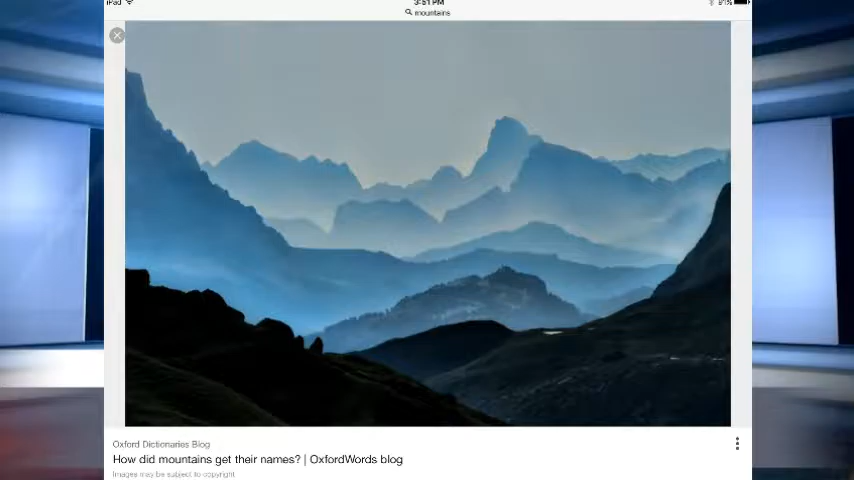 iPad 3:51 PM 91%
mountains
Oxford Dictionaries Blog
How did mountains get their names? | OxfordWords blog
Images may be subject to copyright